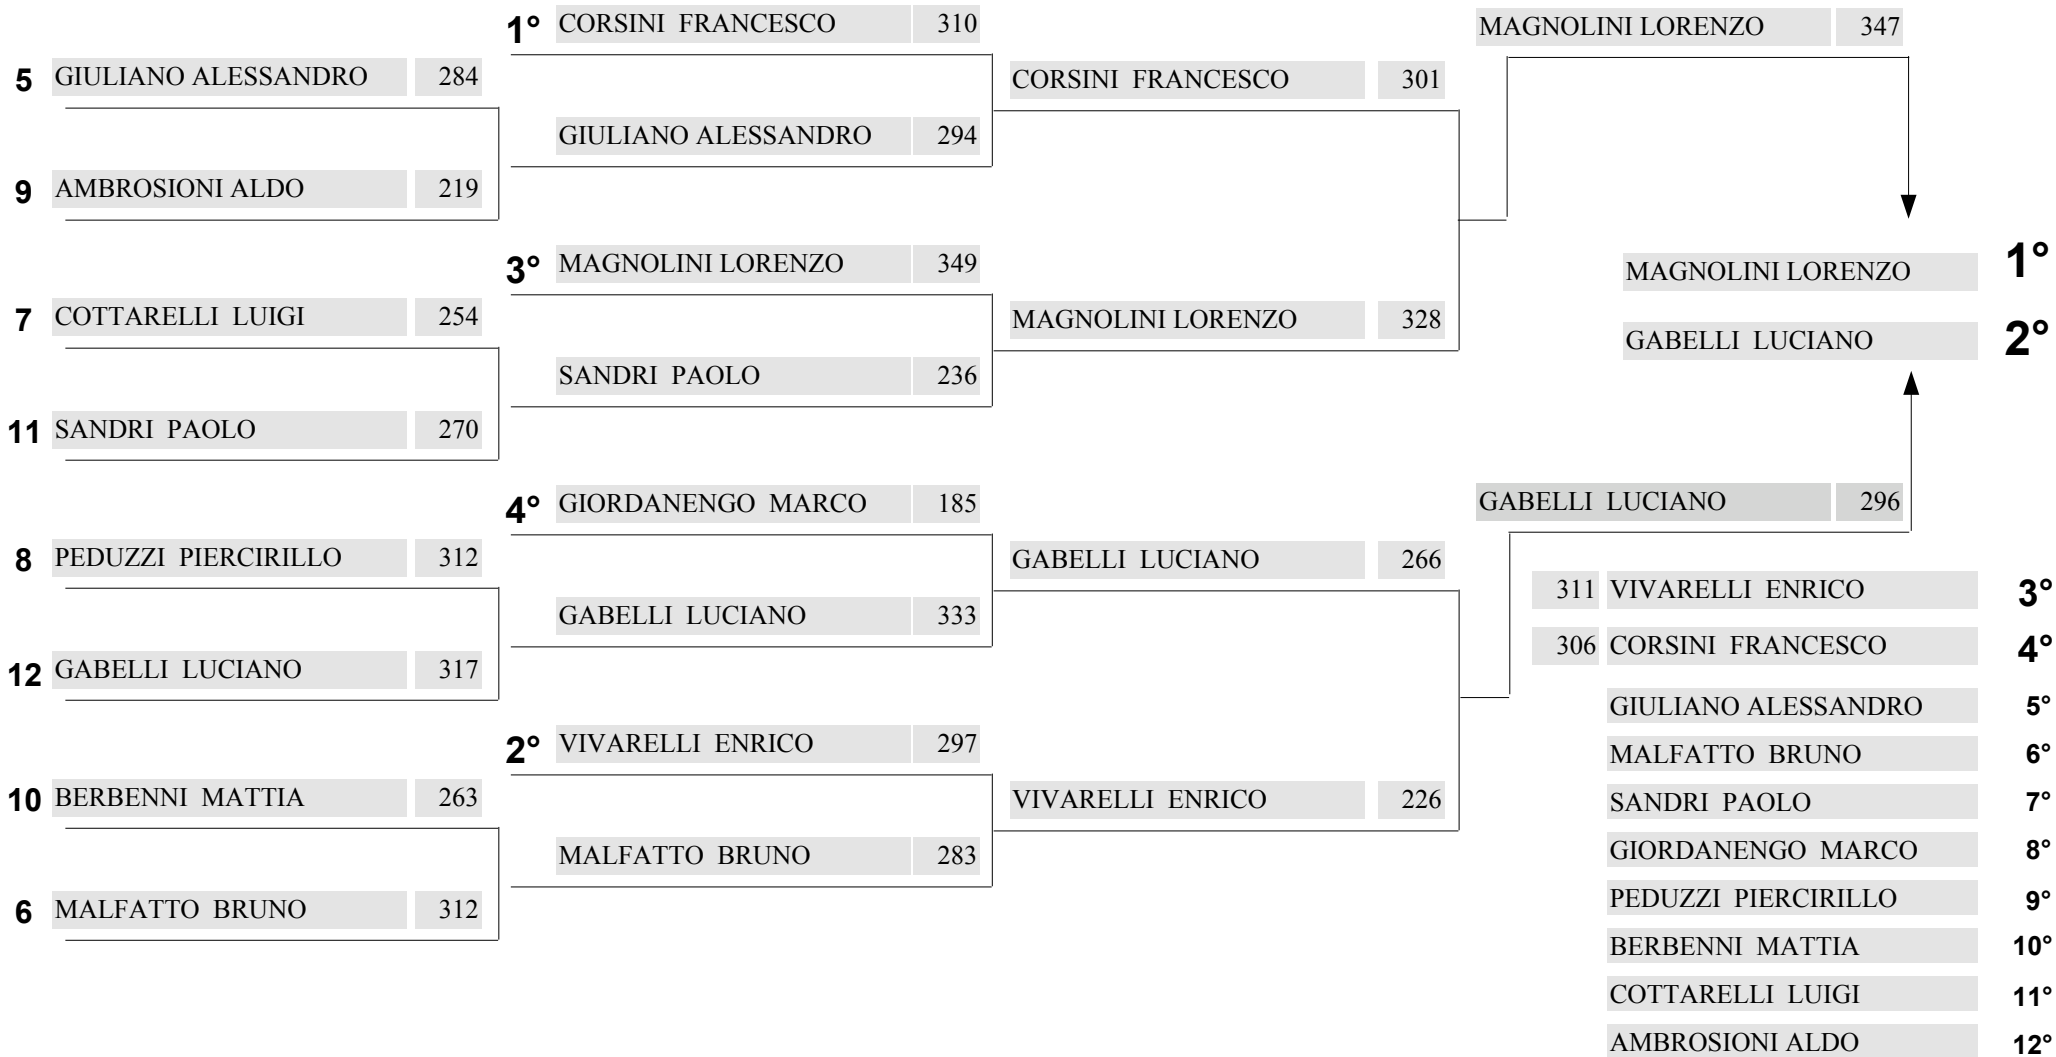 5 GIULIANO ALESSANDRO 284
9 AMBROSIONI ALDO 219
7 COTTARELLI LUIGI 254
11 SANDRI PAOLO 270
8 PEDUZZI PIERCIRILLO 312
12 GABELLI LUCIANO 317
10 BERBENNI MATTIA 263
6 MALFATTO BRUNO 312
1° CORSINI FRANCESCO 310
GIULIANO ALESSANDRO 294
3° MAGNOLINI LORENZO 349
SANDRI PAOLO 236
4° GIORDANENGO MARCO 185
GABELLI LUCIANO 333
2° VIVARELLI ENRICO 297
MALFATTO BRUNO 283
CORSINI FRANCESCO 301
MAGNOLINI LORENZO 328
GABELLI LUCIANO 266
VIVARELLI ENRICO 226
MAGNOLINI LORENZO 347
MAGNOLINI LORENZO 1°
GABELLI LUCIANO 2°
GABELLI LUCIANO 296
311 VIVARELLI ENRICO 3°
306 CORSINI FRANCESCO 4°
GIULIANO ALESSANDRO 5°
MALFATTO BRUNO 6°
SANDRI PAOLO 7°
GIORDANENGO MARCO 8°
PEDUZZI PIERCIRILLO 9°
BERBENNI MATTIA 10°
COTTARELLI LUIGI 11°
AMBROSIONI ALDO 12°